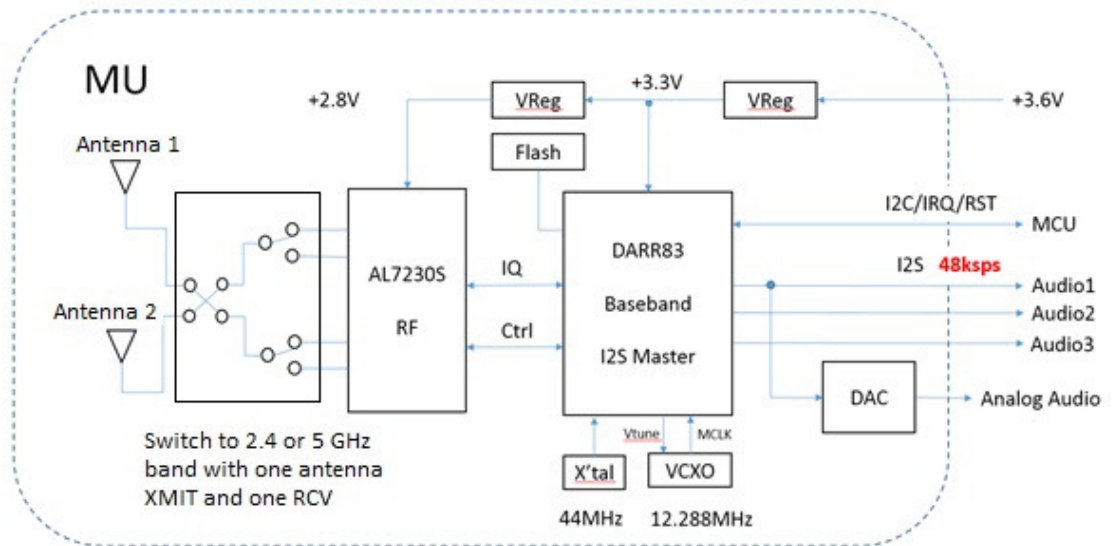 MU
+2.8V
VReg
+3.3V
VReg
+3.6V
Antenna 1
Flash
I2C/IRQ/RST
MCU
AL7230S
RF
IQ
Ctrl
DARR83
Baseband
I2S Master
I2S 48ksps
Audio1
Audio2
Audio3
Antenna 2
DAC
Analog Audio
Switch to 2.4 or 5 GHz
band with one antenna
XMIT and one RCV
Vtune
MCLK
X'tal
VCXO
44MHz
12.288MHz